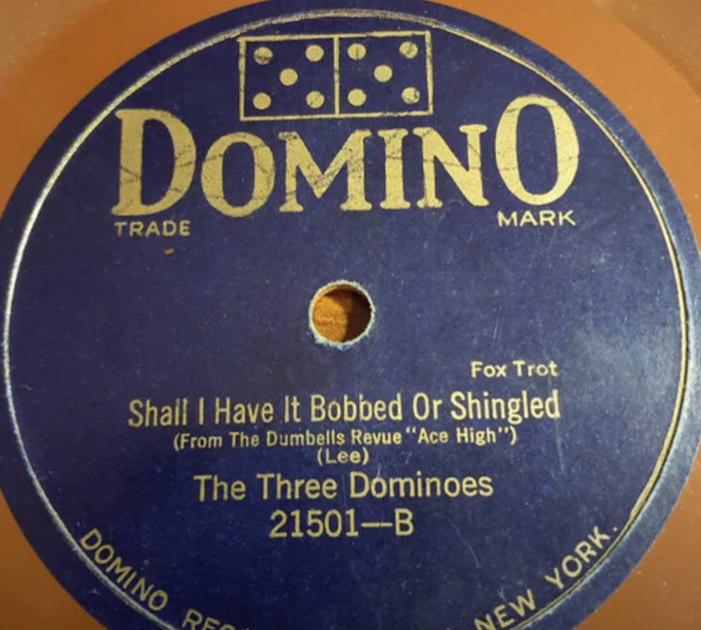 DOMINO
TRADE MARK
Fox Trot
Shall I Have It Bobbed Or Shingled
(From The Dumbells Revue "Ace High")
(Lee)
The Three Dominoes
21501—B
DOMINO NEW YORK.